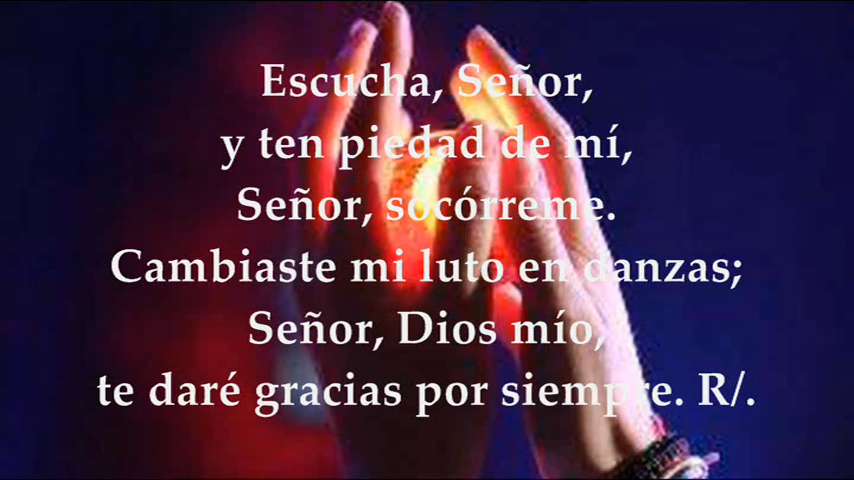 Escucha, Señor,
y ten piedad de mí,
Señor, socórreme.
Cambiaste mi luto en danzas;
Señor, Dios mío,
te daré gracias por siempre. R/.